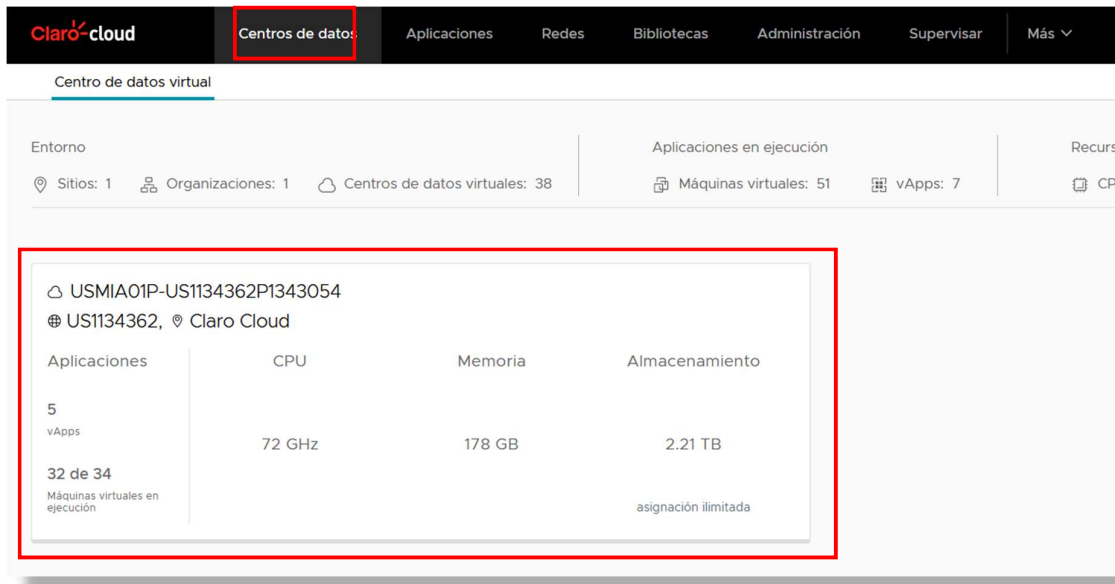 Claro-cloud Centros de datos Aplicaciones Redes Bibliotecas Administración Supervisar Más
Centro de datos virtual
Entorno Aplicaciones en ejecución Recurs
Sitios: 1 Organizaciones: 1 Centros de datos virtuales: 38 Máquinas virtuales: 51 vApps: 7 CP
USMIA01P-US1134362P1343054
US1134362, Claro Cloud
Aplicaciones CPU Memoria Almacenamiento
5
vApps
72 GHz 178 GB 2.21 TB
32 de 34
Máquinas virtuales en
ejecución
asignación ilimitada